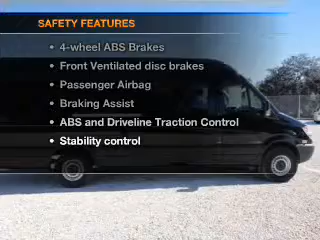 SAFETY FEATURES
• 4-wheel ABS Brakes
• Front Ventilated disc brakes
• Passenger Airbag
• Braking Assist
• ABS and Driveline Traction Control
• Stability control